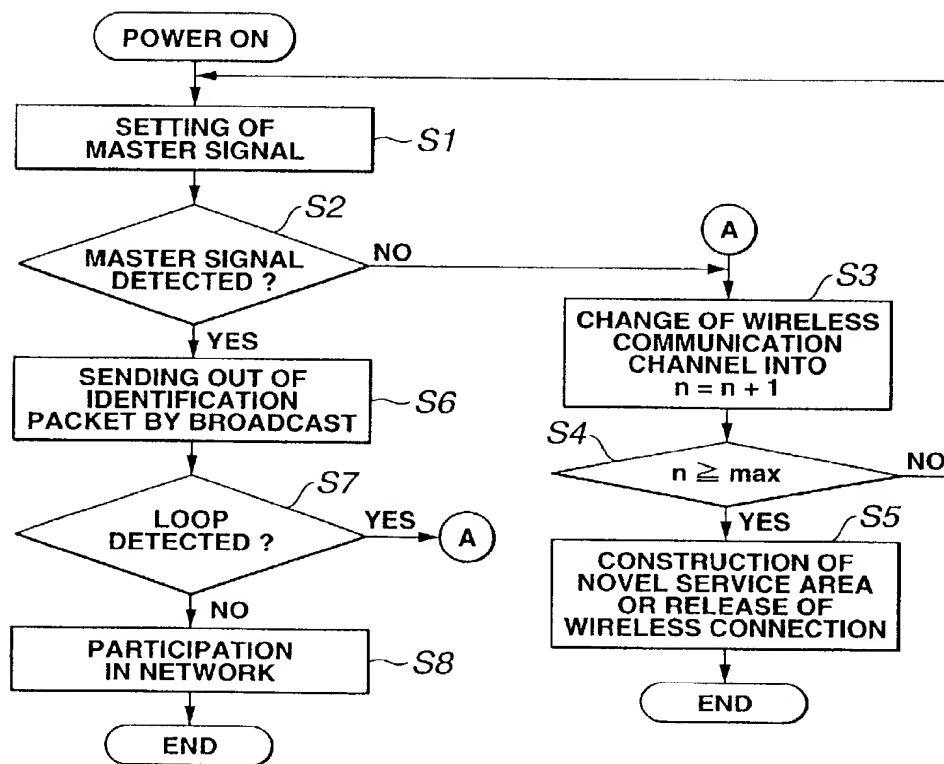 POWER ON
SETTING OF
MASTER SIGNAL
S1
S2
MASTER SIGNAL
DETECTED ?
NO
YES
SENDING OUT OF
IDENTIFICATION
PACKET BY BROADCAST
S6
S7
LOOP
DETECTED ?
YES
A
NO
PARTICIPATION
IN NETWORK
S8
END
A
S3
CHANGE OF WIRELESS
COMMUNICATION
CHANNEL INTO
n = n + 1
S4
n ≧ max
NO
YES
S5
CONSTRUCTION OF
NOVEL SERVICE AREA
OR RELEASE OF
WIRELESS CONNECTION
END